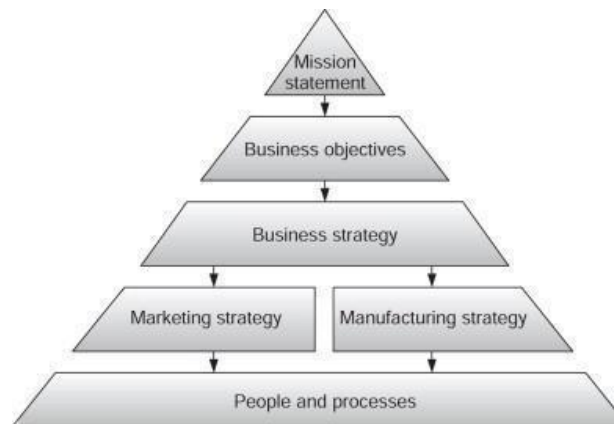 Mission
statement
Business objectives
Business strategy
Marketing strategy
Manufacturing strategy
People and processes